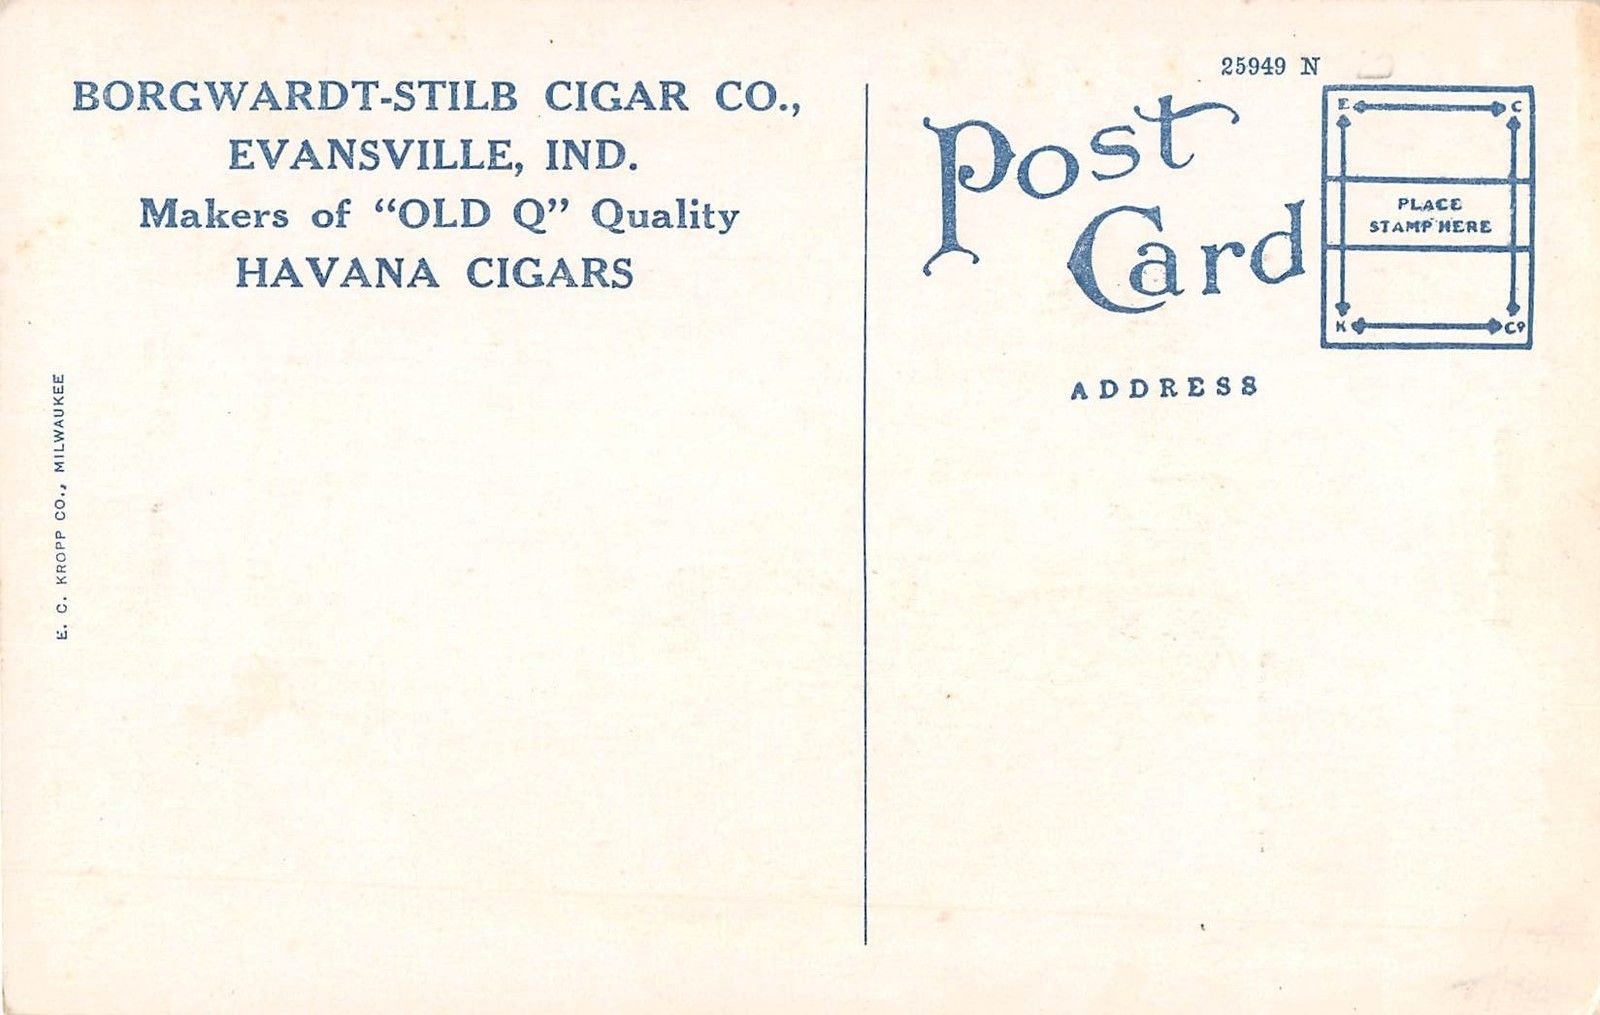 BORGWARDT-STILB CIGAR CO.,
EVANSVILLE, IND.
Makers of “OLD Q” Quality
HAVANA CIGARS
E. C. KROPP CO., MILWAUKEE
25949 N
Post
Card
E C
PLACE
STAMP HERE
K Co
ADDRESS